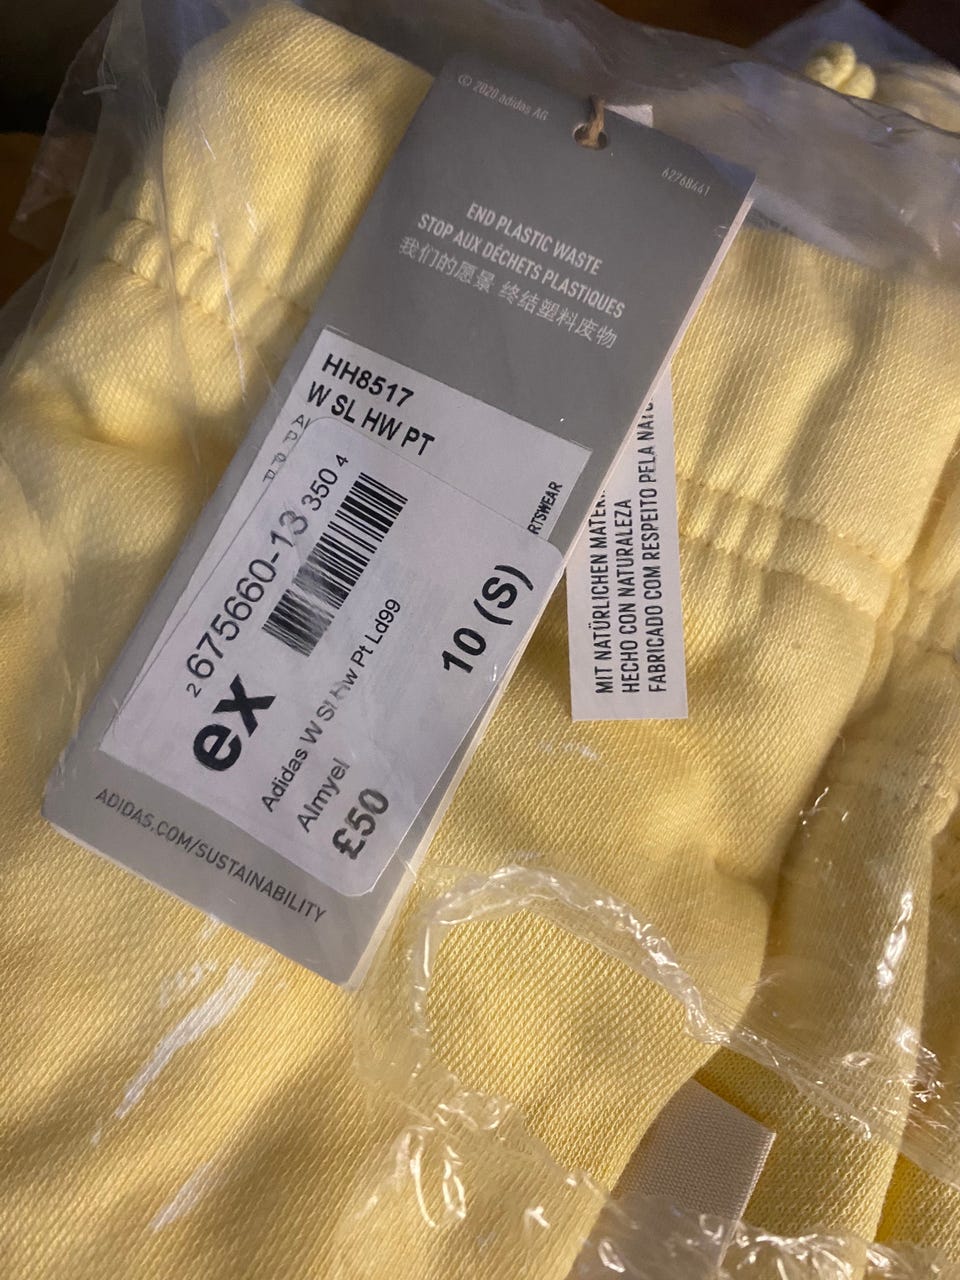 © 2020 adidas AG
62768441
END PLASTIC WASTE
STOP AUX DÉCHETS PLASTIQUES
我们的愿景 终结塑料废物
HH8517
W SL HW PT
RTSWEAR
2 675660-13 350 4
ex
Adidas W Sl Hw Pt Ld99
Almyel
£50
10 (S)
ADIDAS.COM/SUSTAINABILITY
MIT NATÜRLICHEN MATER
HECHO CON NATURALEZA
FABRICADO COM RESPEITO PELA NATU